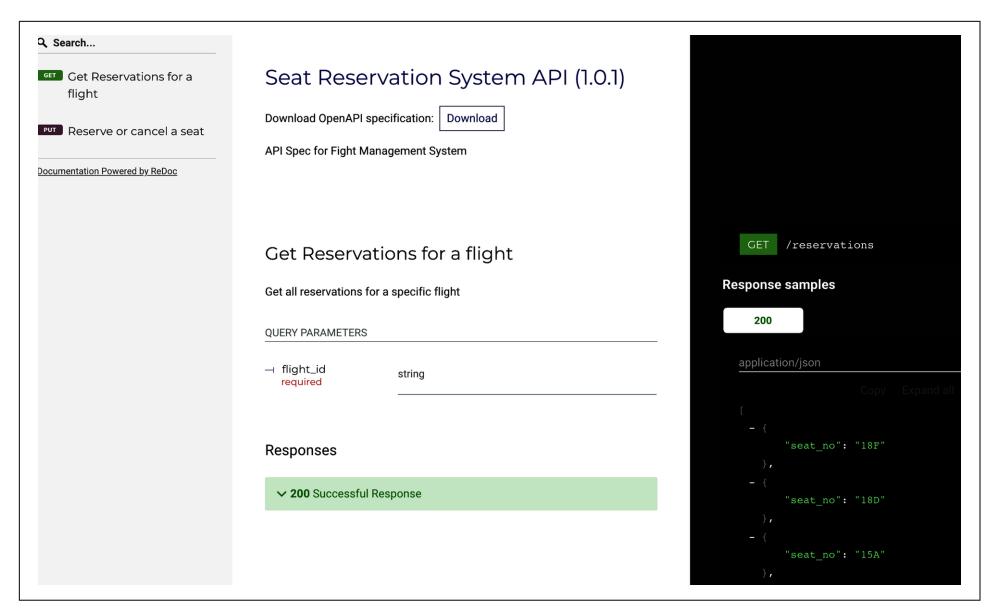 Search...
GET Get Reservations for a
flight
PUT Reserve or cancel a seat
Documentation Powered by ReDoc
Seat Reservation System API (1.0.1)
Download OpenAPI specification: Download
API Spec for Fight Management System
Get Reservations for a flight
Get all reservations for a specific flight
QUERY PARAMETERS
flight_id string
required
Responses
200 Successful Response
GET /reservations
Response samples
200
application/json
Copy Expand all
[
- {
"seat_no": "18F"
},
- {
"seat_no": "18D"
},
- {
"seat_no": "15A"
},